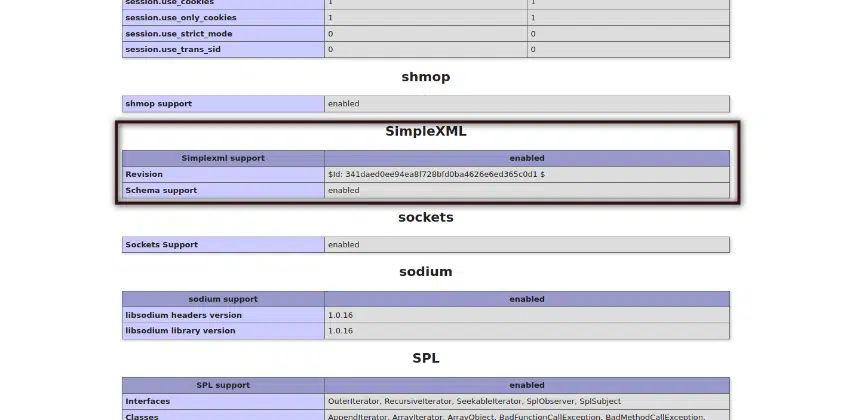 session.use_cookies 1 1
session.use_only_cookies 1 1
session.use_strict_mode 0 0
session.use_trans_sid 0 0
shmop
shmop support enabled
SimpleXML
Simplexml support enabled
Revision $Id: 341daed0ee94ea8f728bfd0ba4626e6ed365c0d1 $
Schema support enabled
sockets
Sockets Support enabled
sodium
sodium support enabled
libsodium headers version 1.0.16
libsodium library version 1.0.16
SPL
SPL support enabled
Interfaces OuterIterator, RecursiveIterator, SeekableIterator, SplObserver, SplSubject
Classes AppendIterator, ArrayIterator, ArrayObject, BadFunctionCallException, BadMethodCallException,